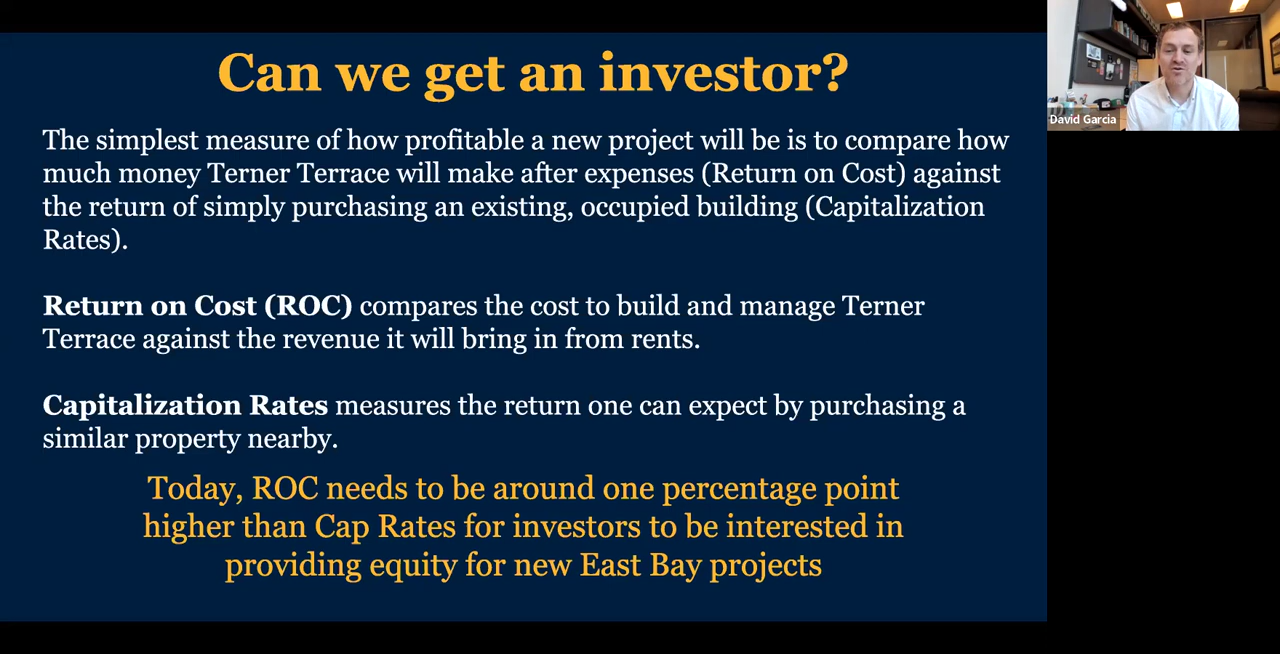 Can we get an investor?
The simplest measure of how profitable a new project will be is to compare how
much money Terner Terrace will make after expenses (Return on Cost) against
the return of simply purchasing an existing, occupied building (Capitalization
Rates).
Return on Cost (ROC) compares the cost to build and manage Terner
Terrace against the revenue it will bring in from rents.
Capitalization Rates measures the return one can expect by purchasing a
similar property nearby.
Today, ROC needs to be around one percentage point
higher than Cap Rates for investors to be interested in
providing equity for new East Bay projects
David Garcia